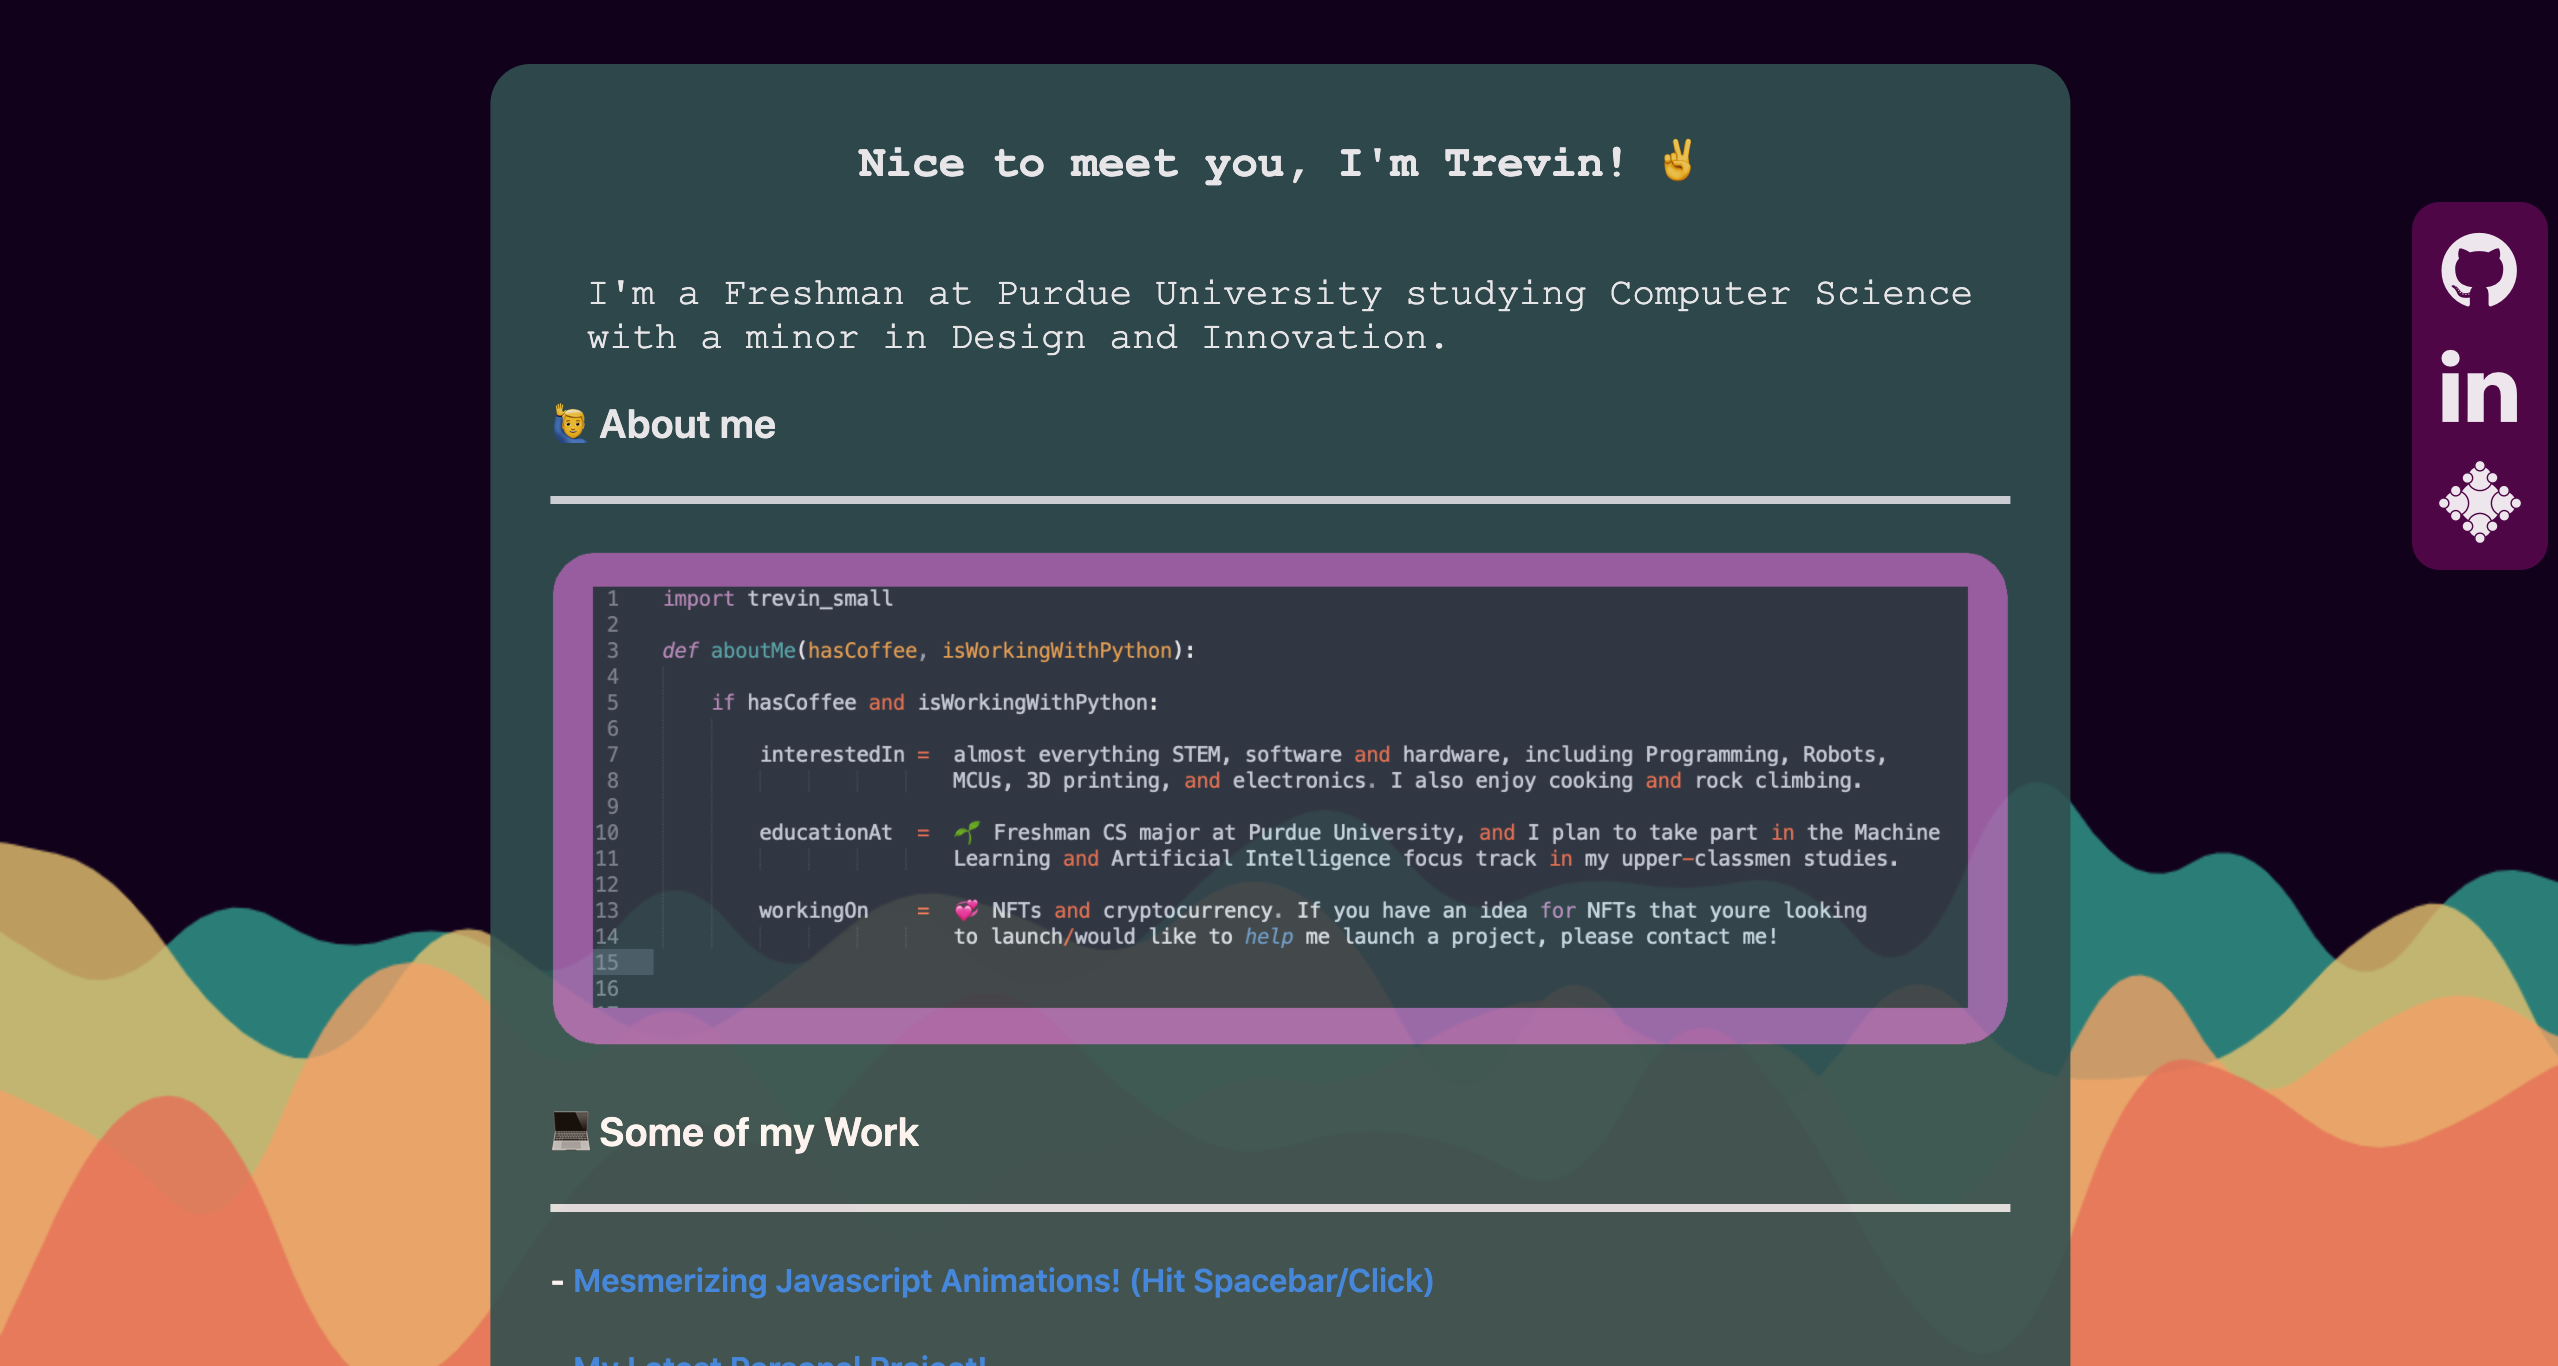 Nice to meet you, I'm Trevin! ✌️
I'm a Freshman at Purdue University studying Computer Science
with a minor in Design and Innovation.
🙋‍♂️ About me
1 import trevin_small
2
3 def aboutMe(hasCoffee, isWorkingWithPython):
4
5 if hasCoffee and isWorkingWithPython:
6
7 interestedIn = almost everything STEM, software and hardware, including Programming, Robots,
8 MCUs, 3D printing, and electronics. I also enjoy cooking and rock climbing.
9
10 educationAt = 🌱 Freshman CS major at Purdue University, and I plan to take part in the Machine
11 Learning and Artificial Intelligence focus track in my upper-classmen studies.
12
13 workingOn = 💞 NFTs and cryptocurrency. If you have an idea for NFTs that youre looking
14 to launch/would like to help me launch a project, please contact me!
15
16
💻 Some of my Work
- Mesmerizing Javascript Animations! (Hit Spacebar/Click)
My Latest Personal Project!
in